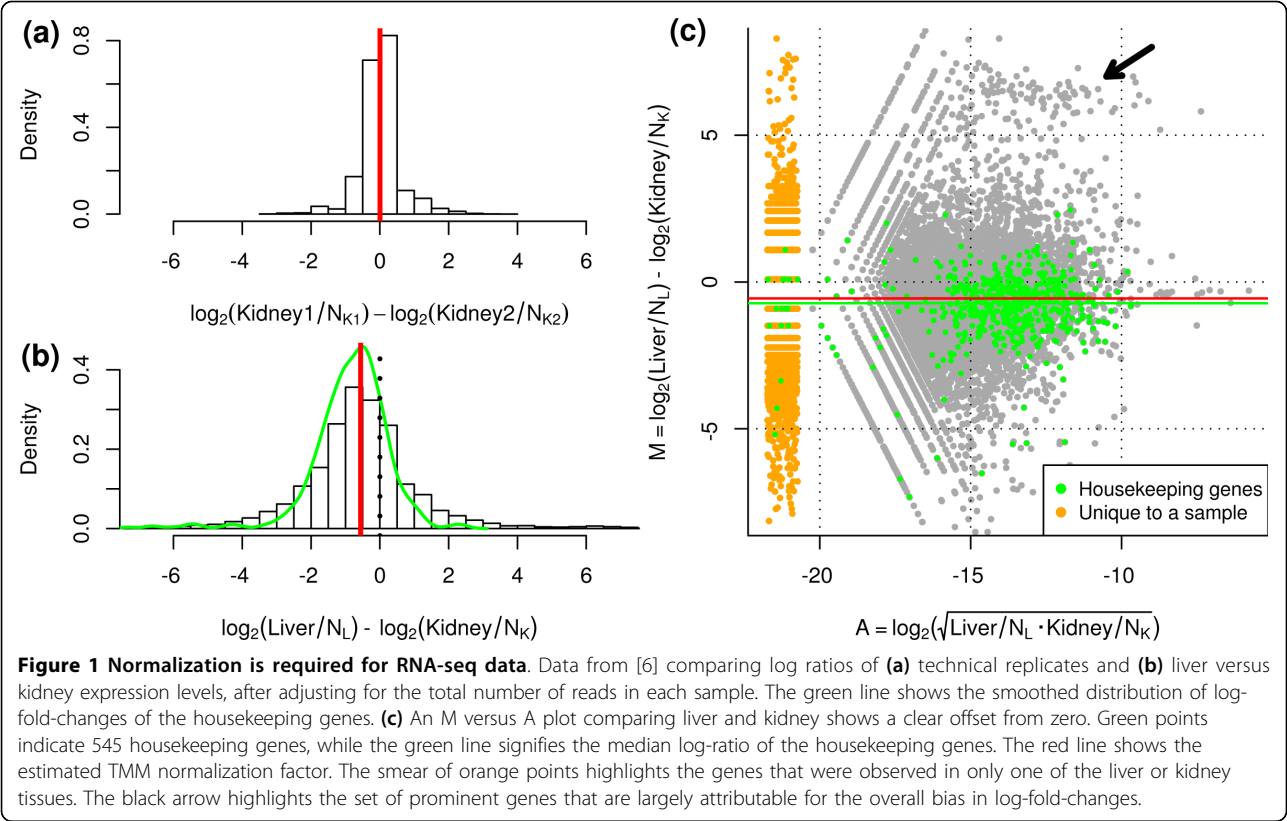 (a)
Density
0.0 0.4 0.8
-6 -4 -2 0 2 4 6
log2(Kidney1/NK1) − log2(Kidney2/NK2)
(b)
Density
0.0 0.2 0.4
-6 -4 -2 0 2 4 6
log2(Liver/NL) - log2(Kidney/NK)
(c)
M = log2(Liver/NL) - log2(Kidney/NK)
5
0
-5
Housekeeping genes
Unique to a sample
-20 -15 -10
A = log2(√Liver/NL · Kidney/NK)
Figure 1 Normalization is required for RNA-seq data. Data from [6] comparing log ratios of (a) technical replicates and (b) liver versus
kidney expression levels, after adjusting for the total number of reads in each sample. The green line shows the smoothed distribution of log-
fold-changes of the housekeeping genes. (c) An M versus A plot comparing liver and kidney shows a clear offset from zero. Green points
indicate 545 housekeeping genes, while the green line signifies the median log-ratio of the housekeeping genes. The red line shows the
estimated TMM normalization factor. The smear of orange points highlights the genes that were observed in only one of the liver or kidney
tissues. The black arrow highlights the set of prominent genes that are largely attributable for the overall bias in log-fold-changes.